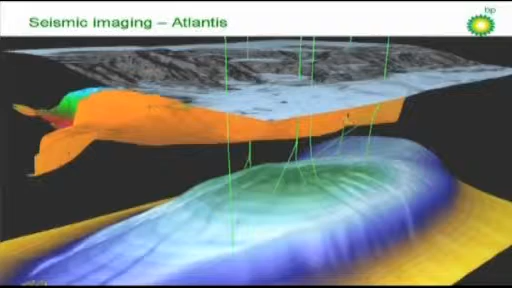 bp
Seismic imaging – Atlantis